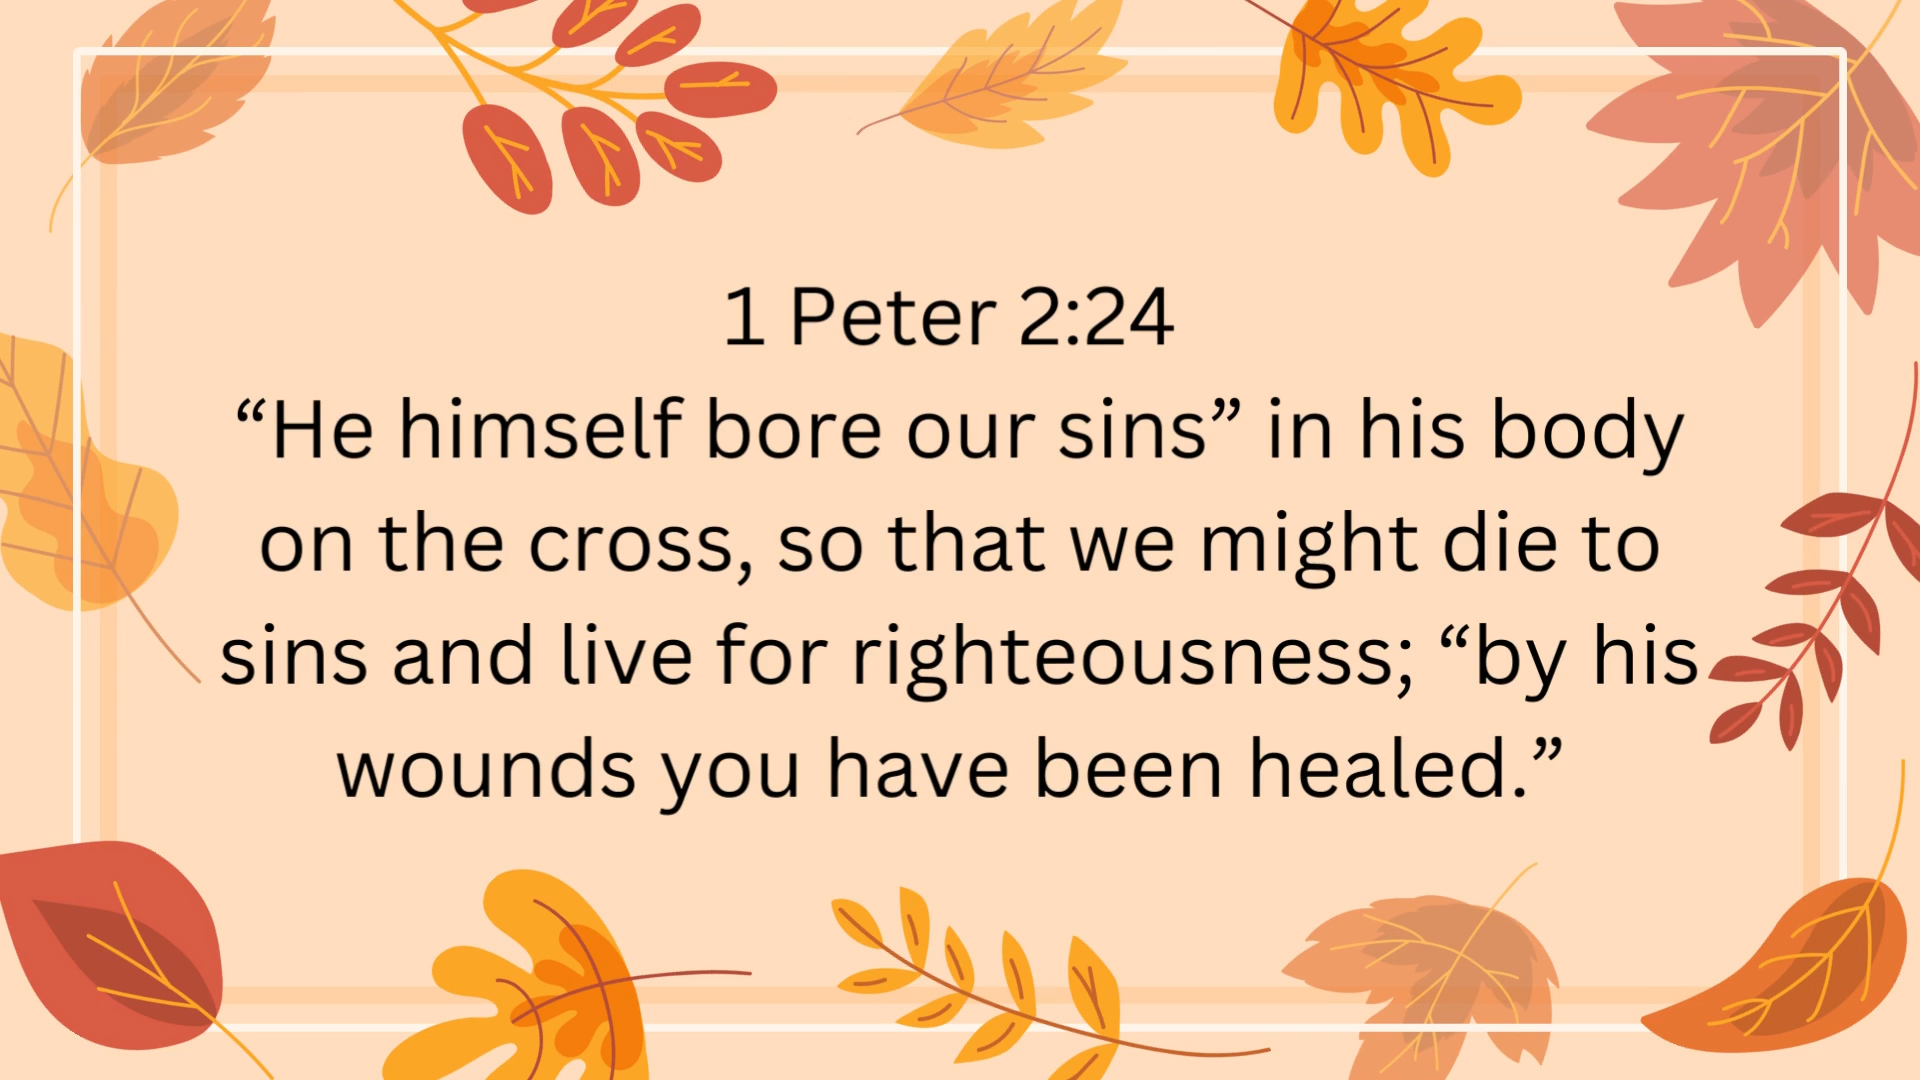 1 Peter 2:24
“He himself bore our sins” in his body
on the cross, so that we might die to
sins and live for righteousness; “by his
wounds you have been healed.”